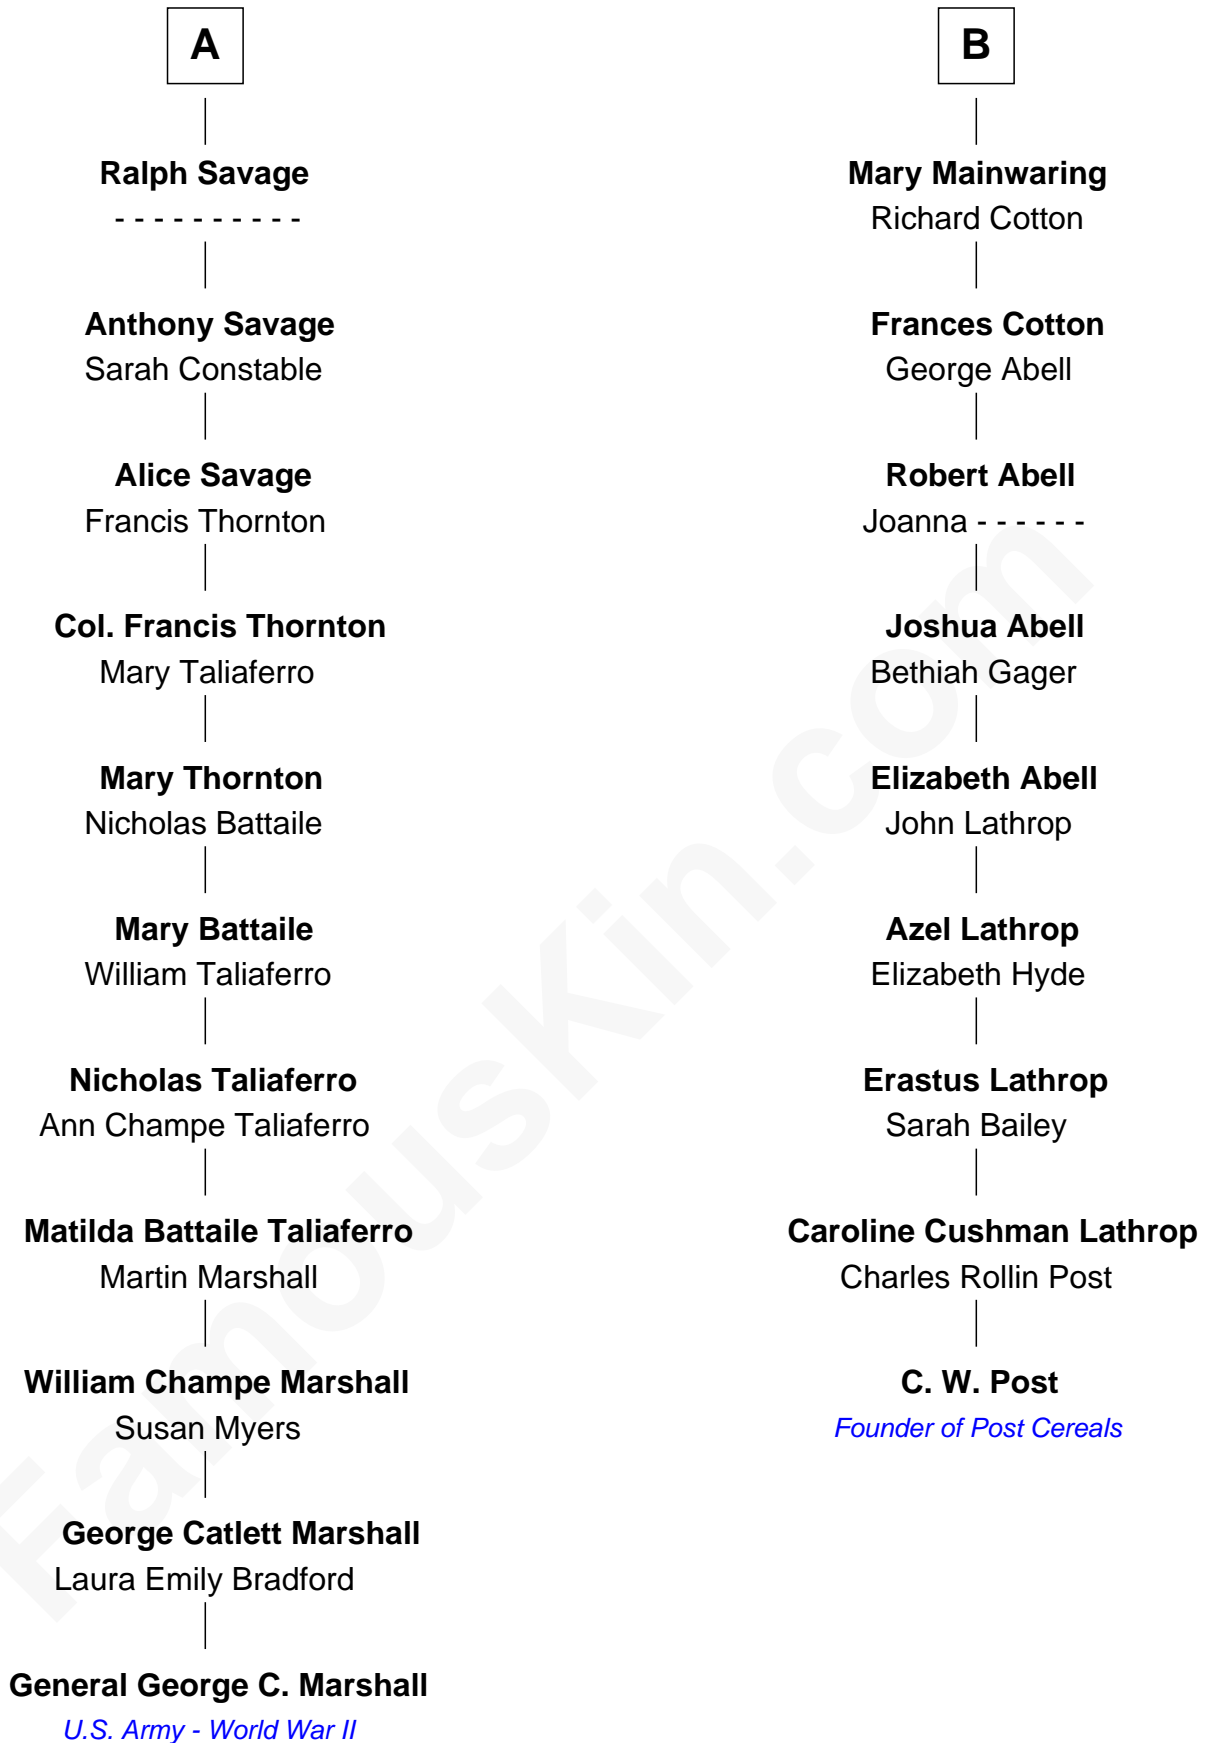 A
Ralph Savage
- - - - - - - - - -
Anthony Savage
Sarah Constable
Alice Savage
Francis Thornton
Col. Francis Thornton
Mary Taliaferro
Mary Thornton
Nicholas Battaile
Mary Battaile
William Taliaferro
Nicholas Taliaferro
Ann Champe Taliaferro
Matilda Battaile Taliaferro
Martin Marshall
William Champe Marshall
Susan Myers
George Catlett Marshall
Laura Emily Bradford
General George C. Marshall
U.S. Army - World War II
B
Mary Mainwaring
Richard Cotton
Frances Cotton
George Abell
Robert Abell
Joanna - - - - - -
Joshua Abell
Bethiah Gager
Elizabeth Abell
John Lathrop
Azel Lathrop
Elizabeth Hyde
Erastus Lathrop
Sarah Bailey
Caroline Cushman Lathrop
Charles Rollin Post
C. W. Post
Founder of Post Cereals
FamousKin.com